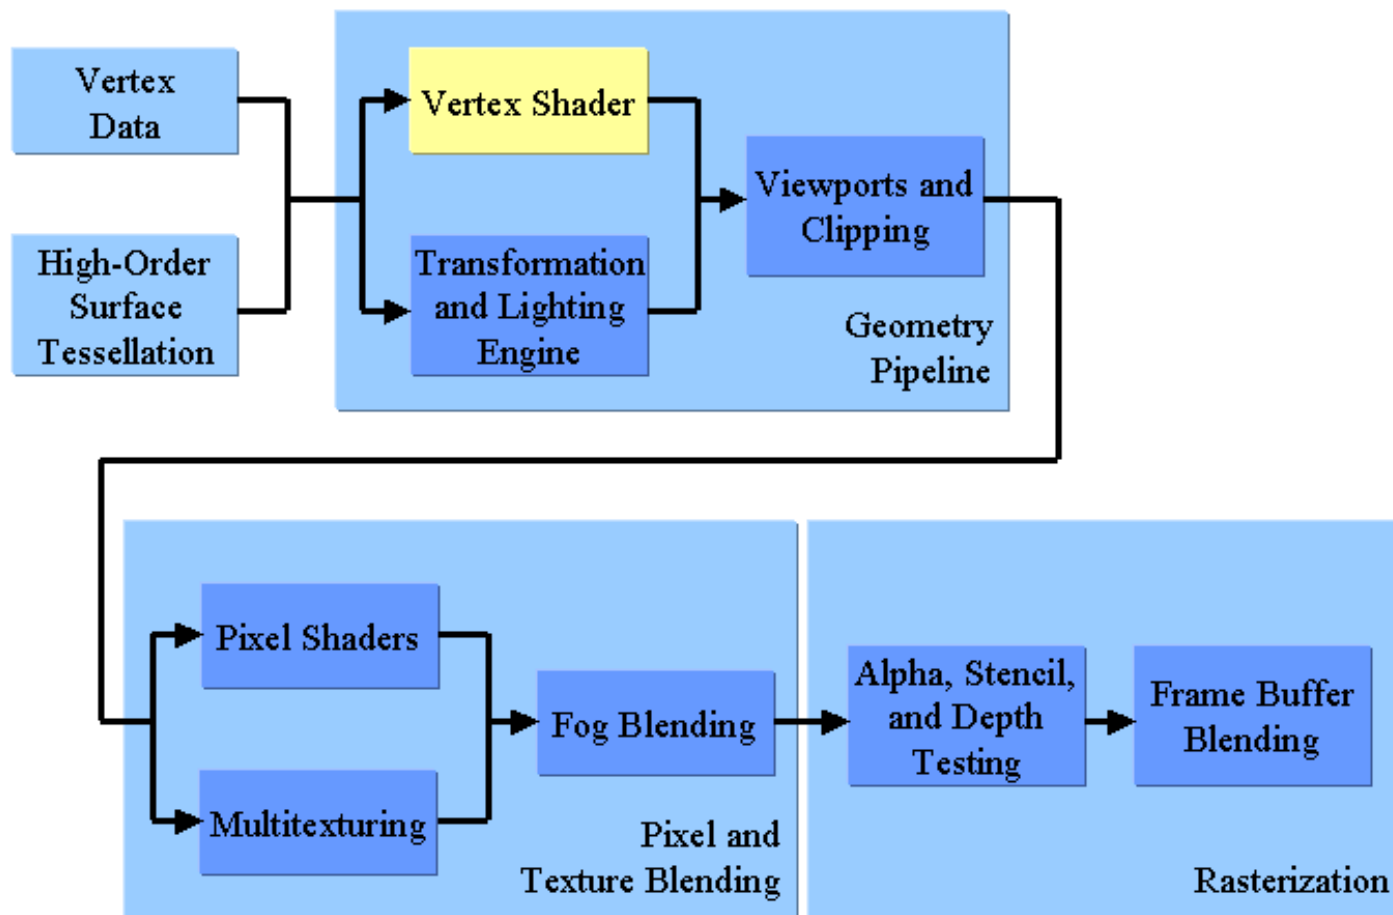 Vertex
Data
High-Order
Surface
Tessellation
Vertex Shader
Transformation
and Lighting
Engine
Viewports and
Clipping
Geometry
Pipeline
Pixel Shaders
Multitexturing
Fog Blending
Pixel and
Texture Blending
Alpha, Stencil,
and Depth
Testing
Frame Buffer
Blending
Rasterization